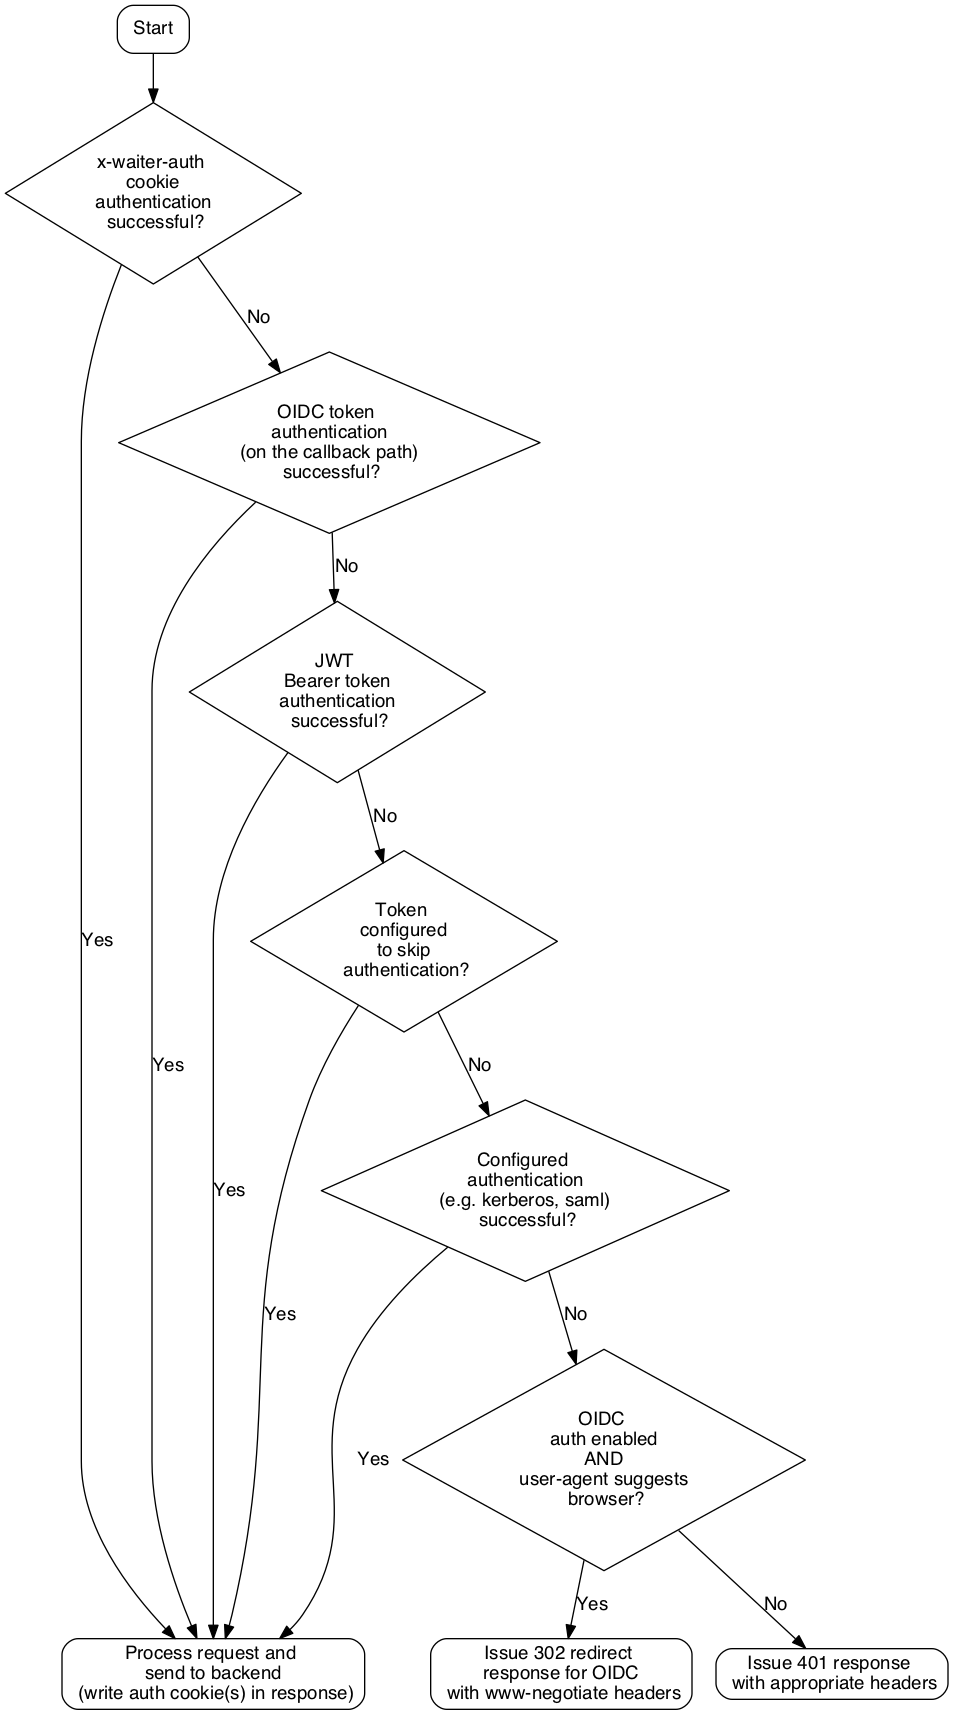 Start
x-waiter-auth
cookie
authentication
successful?
No
OIDC token
authentication
(on the callback path)
successful?
No
JWT
Bearer token
authentication
successful?
No
Token
configured
to skip
authentication?
Yes
Yes
No
Configured
authentication
(e.g. kerberos, saml)
successful?
Yes
Yes
No
OIDC
auth enabled
AND
user-agent suggests
browser?
Yes
Yes
No
Process request and
send to backend
(write auth cookie(s) in response)
Issue 302 redirect
response for OIDC
with www-negotiate headers
Issue 401 response
with appropriate headers